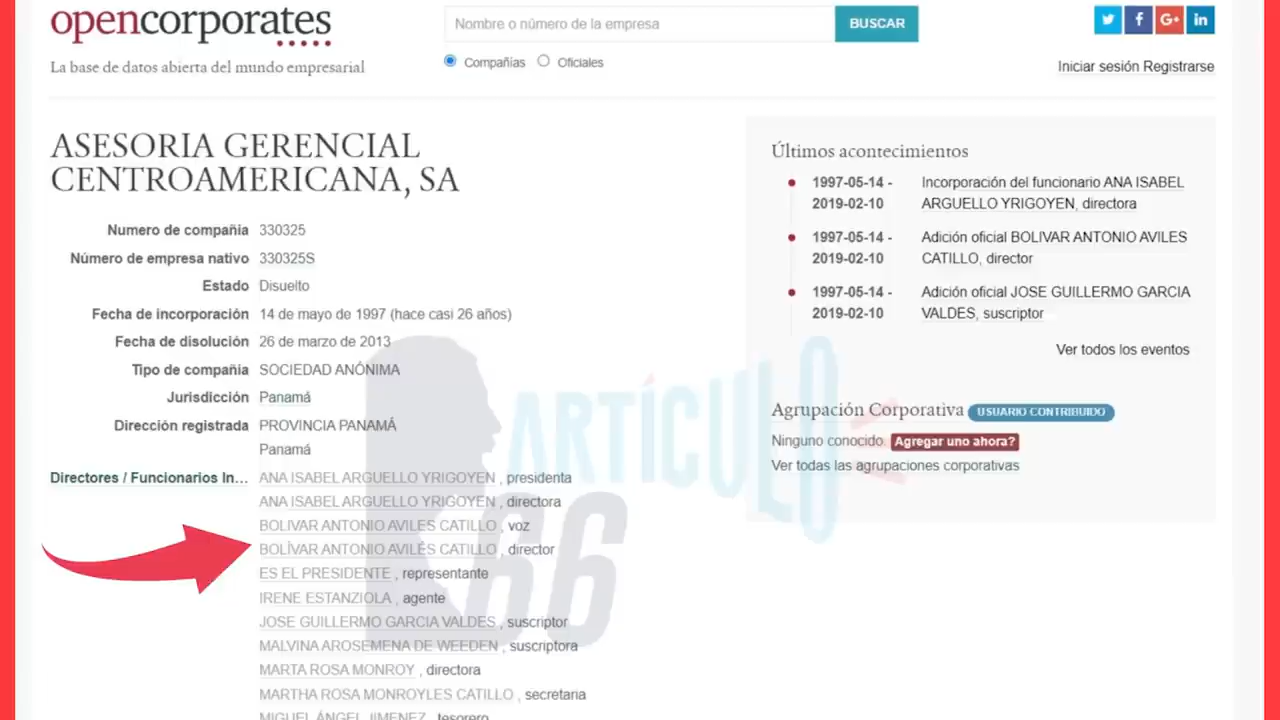 opencorporates
La base de datos abierta del mundo empresarial
Nombre o número de la empresa
BUSCAR
Compañías Oficiales
Iniciar sesión Registrarse
ASESORIA GERENCIAL
CENTROAMERICANA, SA
Numero de compañia 330325
Número de empresa nativo 330325S
Estado Disuelto
Fecha de incorporación 14 de mayo de 1997 (hace casi 26 años)
Fecha de disolución 26 de marzo de 2013
Tipo de compañia SOCIEDAD ANÓNIMA
Jurisdicción Panamá
Dirección registrada PROVINCIA PANAMÁ
Panamá
Directores / Funcionarios In... ANA ISABEL ARGUELLO YRIGOYEN , presidenta
ANA ISABEL ARGUELLO YRIGOYEN , directora
BOLIVAR ANTONIO AVILES CATILLO , voz
BOLÍVAR ANTONIO AVILÉS CATILLO , director
ES EL PRESIDENTE , representante
IRENE ESTANZIOLA , agente
JOSE GUILLERMO GARCIA VALDES , suscriptor
MALVINA AROSEMENA DE WEEDEN , suscriptora
MARTA ROSA MONROY , directora
MARTHA ROSA MONROYLES CATILLO , secretaria
MIGUEL ÁNGEL JIMENEZ , tesorero
Últimos acontecimientos
1997-05-14 - Incorporación del funcionario ANA ISABEL
2019-02-10 ARGUELLO YRIGOYEN, directora
1997-05-14 - Adición oficial BOLIVAR ANTONIO AVILES
2019-02-10 CATILLO, director
1997-05-14 - Adición oficial JOSE GUILLERMO GARCIA
2019-02-10 VALDES, suscriptor
Ver todos los eventos
Agrupación Corporativa USUARIO CONTRIBUIDO
Ninguno conocido. Agregar uno ahora?
Ver todas las agrupaciones corporativas
ARTÍCULO
66